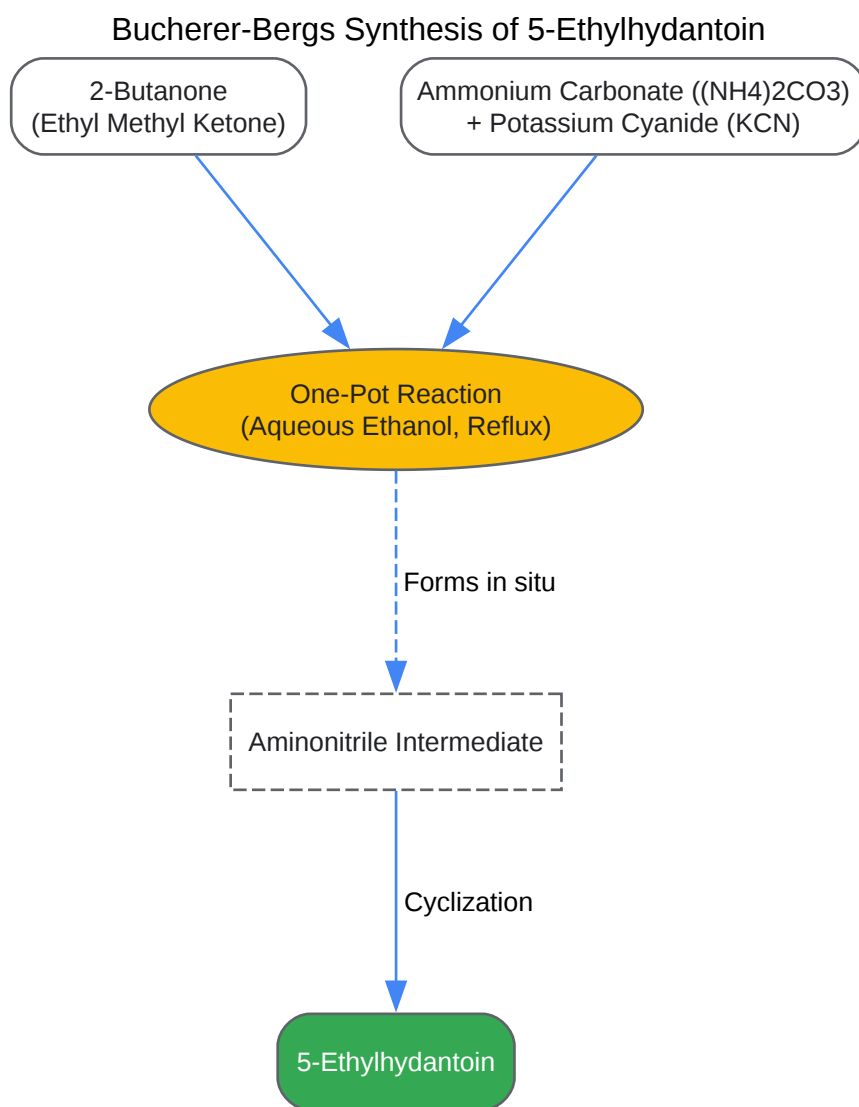 Bucherer-Bergs Synthesis of 5-Ethylhydantoin
2-Butanone
(Ethyl Methyl Ketone)
Ammonium Carbonate ((NH4)2CO3)
+ Potassium Cyanide (KCN)
One-Pot Reaction
(Aqueous Ethanol, Reflux)
Forms in situ
Aminonitrile Intermediate
Cyclization
5-Ethylhydantoin